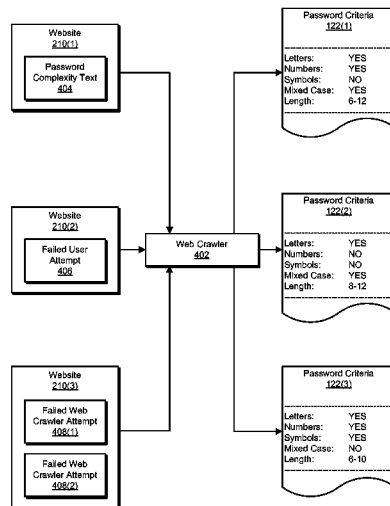 Website
210(1)
Password
Complexity Text
404
Website
210(2)
Failed User
Attempt
406
Website
210(3)
Failed Web
Crawler Attempt
408(1)
Failed Web
Crawler Attempt
408(2)
Web Crawler
402
Password Criteria
122(1)
Letters: YES
Numbers: YES
Symbols: NO
Mixed Case: YES
Length: 6-12
Password Criteria
122(2)
Letters: YES
Numbers: NO
Symbols: NO
Mixed Case: YES
Length: 8-12
Password Criteria
122(3)
Letters: YES
Numbers: YES
Symbols: YES
Mixed Case: NO
Length: 6-10